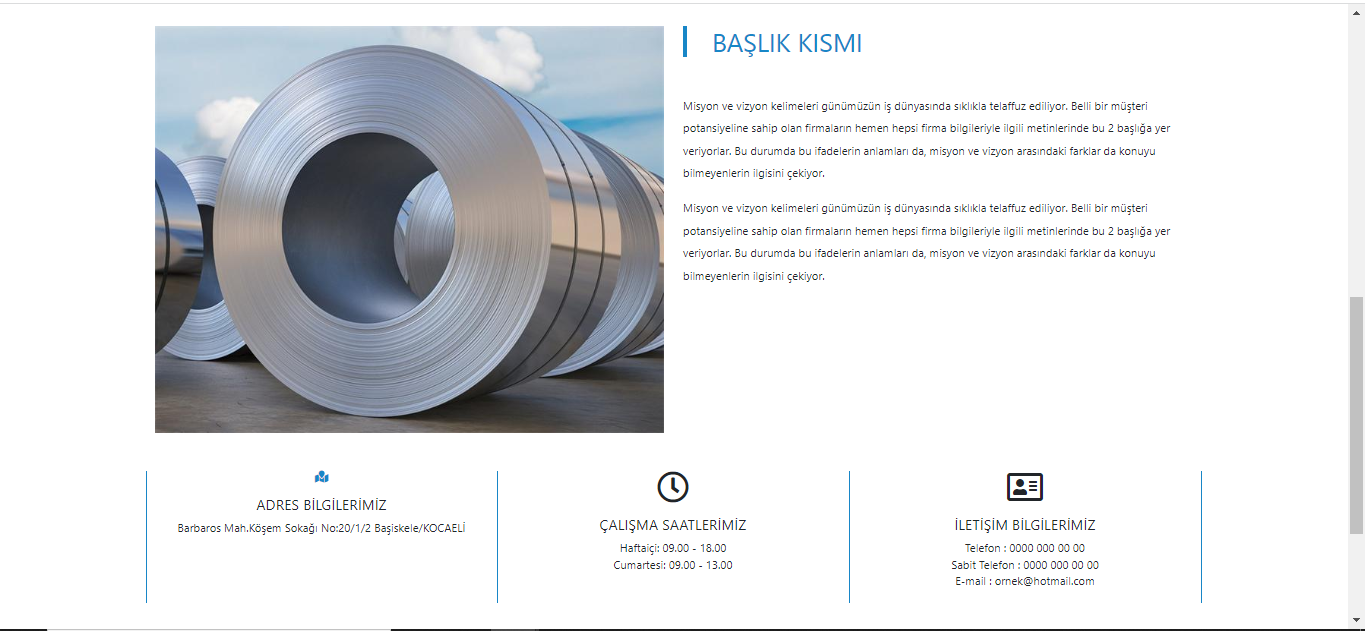 BAŞLIK KISMI
Misyon ve vizyon kelimeleri günümüzün iş dünyasında sıklıkla telaffuz ediliyor. Belli bir müşteri
potansiyeline sahip olan firmaların hemen hepsi firma bilgileriyle ilgili metinlerinde bu 2 başlığa yer
veriyorlar. Bu durumda bu ifadelerin anlamları da, misyon ve vizyon arasındaki farklar da konuyu
bilmeyenlerin ilgisini çekiyor.
Misyon ve vizyon kelimeleri günümüzün iş dünyasında sıklıkla telaffuz ediliyor. Belli bir müşteri
potansiyeline sahip olan firmaların hemen hepsi firma bilgileriyle ilgili metinlerinde bu 2 başlığa yer
veriyorlar. Bu durumda bu ifadelerin anlamları da, misyon ve vizyon arasındaki farklar da konuyu
bilmeyenlerin ilgisini çekiyor.
ADRES BİLGİLERİMİZ
Barbaros Mah.Köşem Sokağı No:20/1/2 Başiskele/KOCAELİ
ÇALIŞMA SAATLERİMİZ
Haftaiçi: 09.00 - 18.00
Cumartesi: 09.00 - 13.00
İLETİŞİM BİLGİLERİMİZ
Telefon : 0000 000 00 00
Sabit Telefon : 0000 000 00 00
E-mail : ornek@hotmail.com